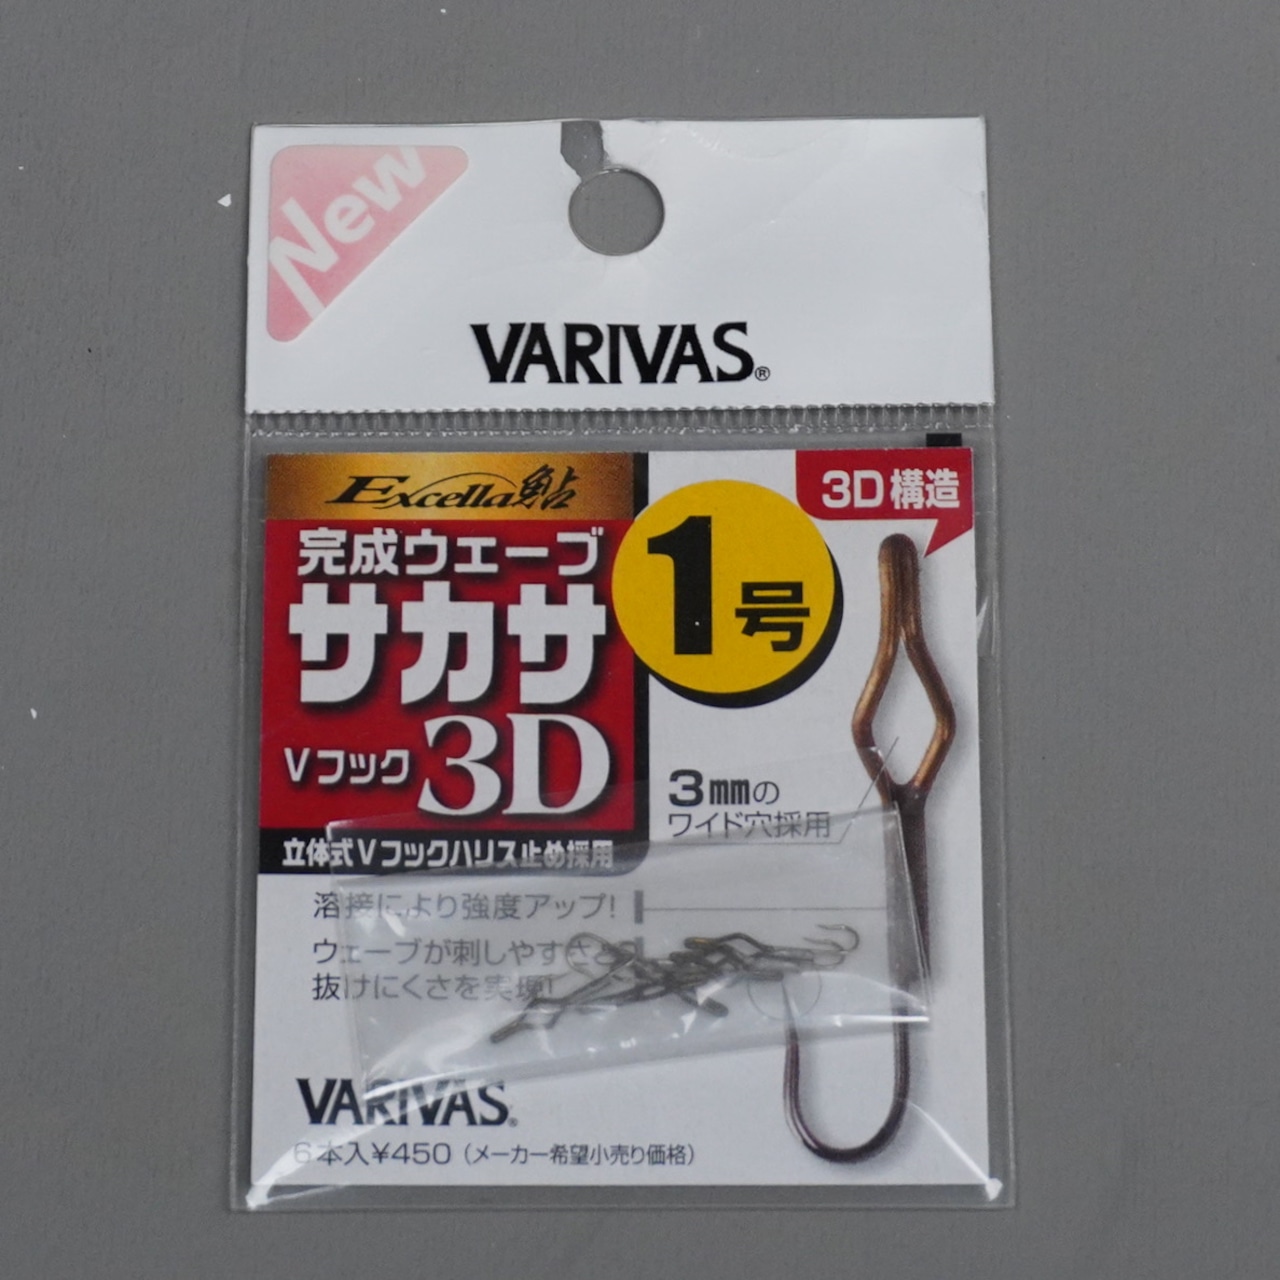 New
VARIVAS®
Excella鮎
3D構造
完成ウェーブ
サカサ
Vフック 3D
1号
立体式Vフックハリス止め採用
3mmの
ワイド穴採用
溶接により強度アップ!
ウェーブが刺しやすさと
抜けにくさを実現!
VARIVAS®
6本入¥450(メーカー希望小売り価格)